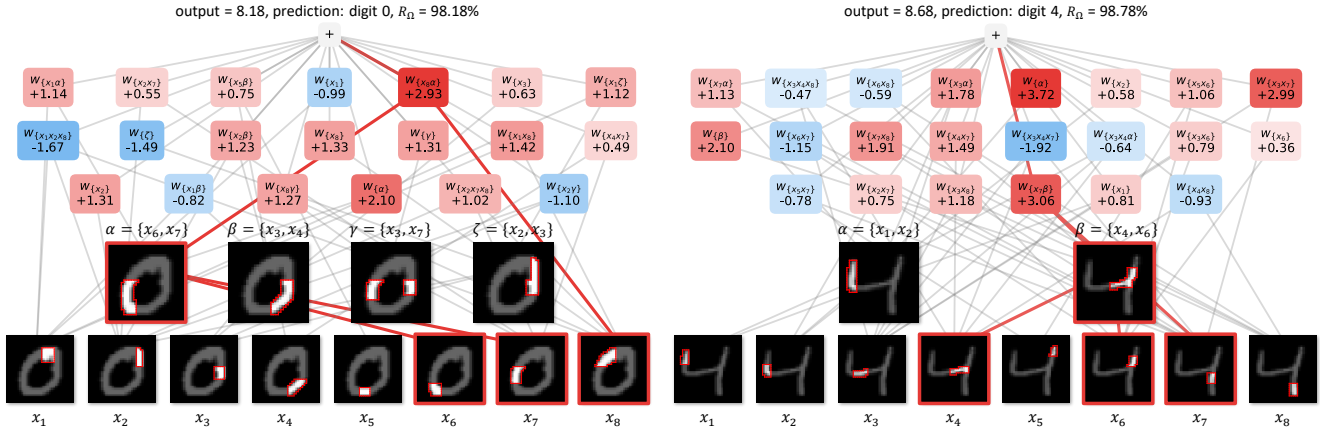 output = 8.18, prediction: digit 0, R_Ω = 98.18%
+
W_{x₁α} +1.14
W_{x₂x₇} +0.55
W_{x₅β} +0.75
W_{x₁} -0.99
W_{x₈α} +2.93
W_{x₃} +0.63
W_{x₁ζ} +1.12
W_{x₁x₂x₈} -1.67
W_{ζ} -1.49
W_{x₂β} +1.23
W_{x₈} +1.33
W_{γ} +1.31
W_{x₁x₈} +1.42
W_{x₄x₇} +0.49
W_{x₂} +1.31
W_{x₁β} -0.82
W_{x₈γ} +1.27
W_{α} +2.10
W_{x₂x₇x₈} +1.02
W_{x₂γ} -1.10
α = {x₆, x₇}
β = {x₃, x₄}
γ = {x₃, x₇}
ζ = {x₂, x₃}
x₁
x₂
x₃
x₄
x₅
x₆
x₇
x₈
output = 8.68, prediction: digit 4, R_Ω = 98.78%
+
W_{x₇α} +1.13
W_{x₃x₄x₈} -0.47
W_{x₆x₈} -0.59
W_{x₃α} +1.78
W_{α} +3.72
W_{x₂} +0.58
W_{x₅x₆} +1.06
W_{x₃x₇} +2.99
W_{β} +2.10
W_{x₆x₇} -1.15
W_{x₇x₈} +1.91
W_{x₄x₇} +1.49
W_{x₃x₄x₇} -1.92
W_{x₃x₄α} -0.64
W_{x₃x₆} +0.79
W_{x₆} +0.36
W_{x₅x₇} -0.78
W_{x₂x₇} +0.75
W_{x₃x₈} +1.18
W_{x₇β} +3.06
W_{x₁} +0.81
W_{x₄x₈} -0.93
α = {x₁, x₂}
β = {x₄, x₆}
x₁
x₂
x₃
x₄
x₅
x₆
x₇
x₈